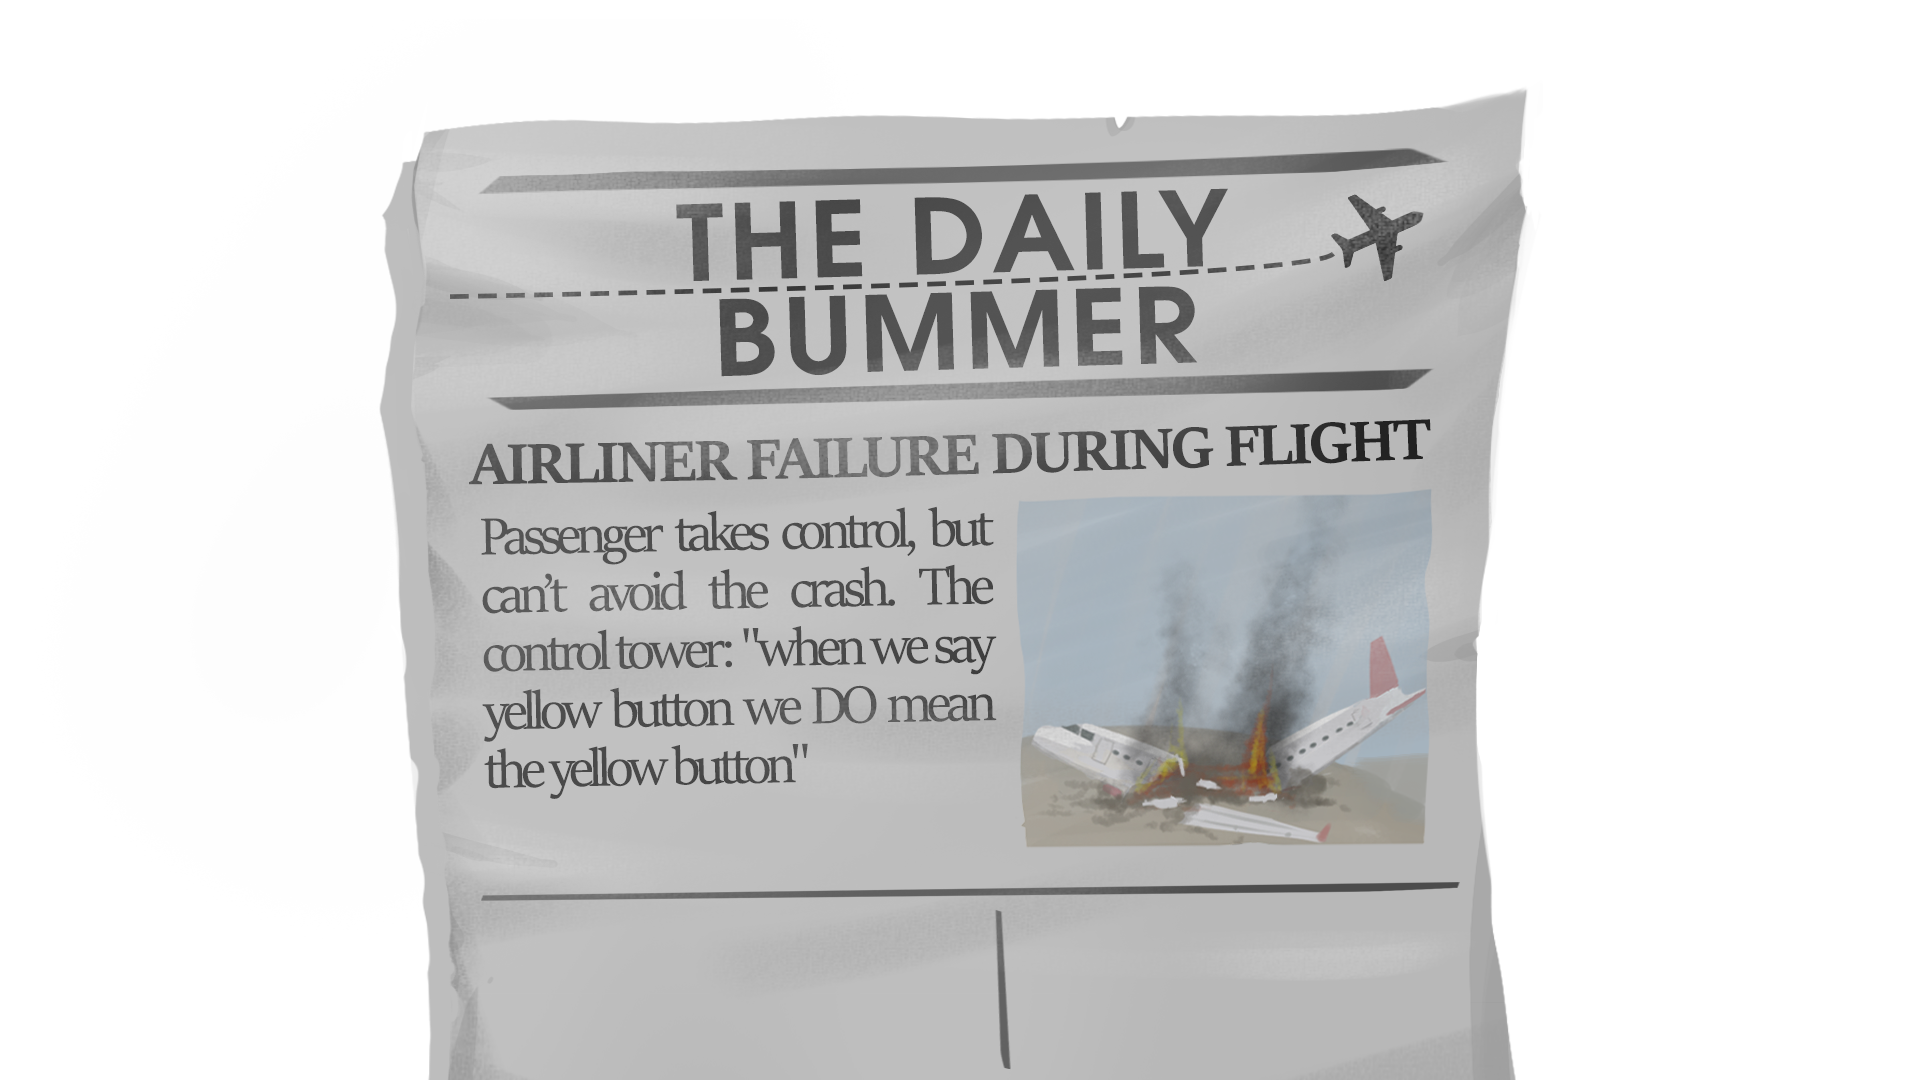 THE DAILY
BUMMER
AIRLINER FAILURE DURING FLIGHT
Passenger takes control, but
can't avoid the crash. The
control tower: "when we say
yellow button we DO mean
the yellow button"